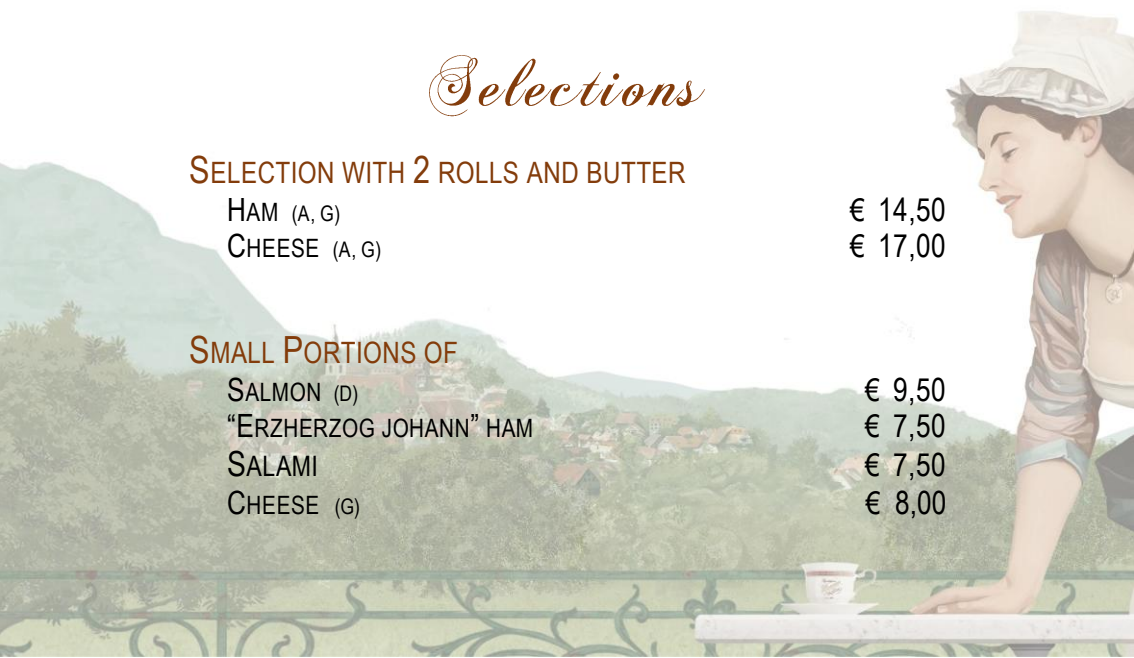 Selections
SELECTION WITH 2 ROLLS AND BUTTER
HAM (A, G) € 14,50
CHEESE (A, G) € 17,00
SMALL PORTIONS OF
SALMON (D) € 9,50
“ERZHERZOG JOHANN” HAM € 7,50
SALAMI € 7,50
CHEESE (G) € 8,00